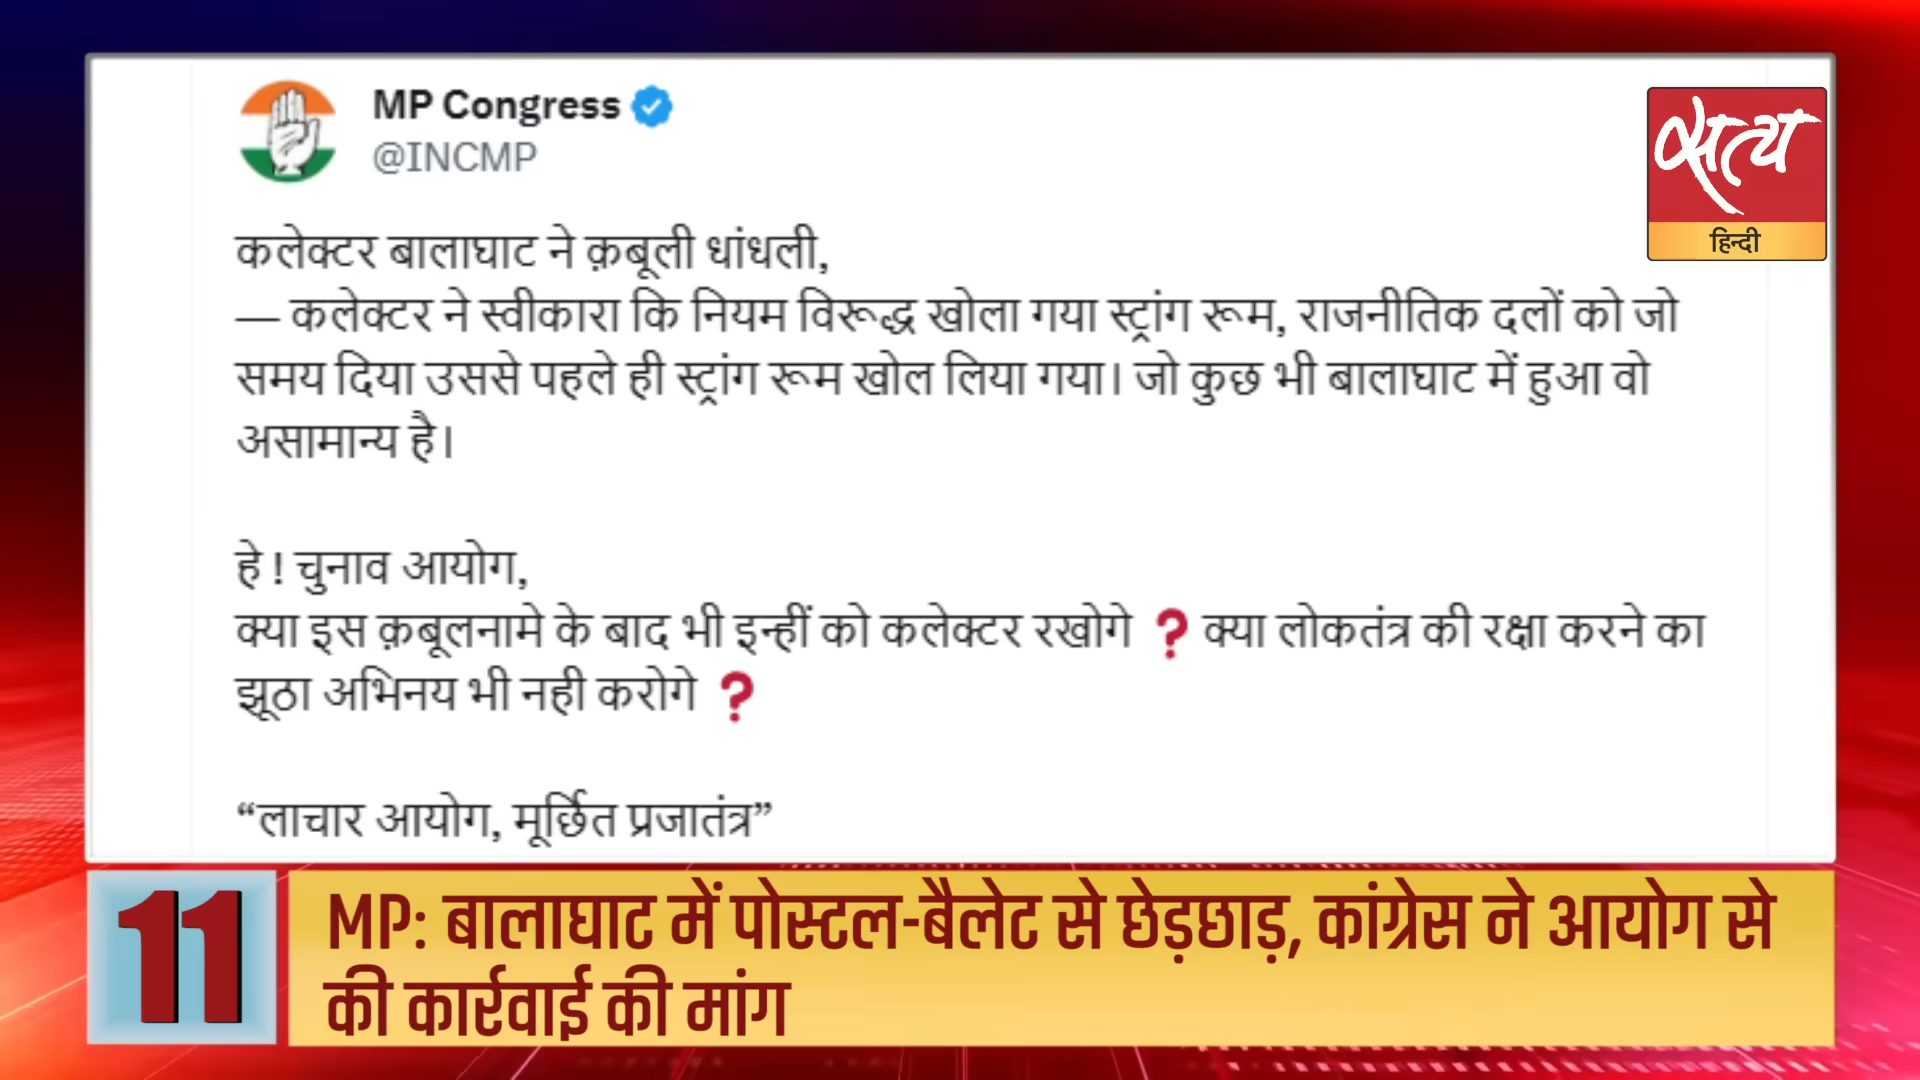 MP Congress
@INCMP
सत्य
हिन्दी
कलेक्टर बालाघाट ने क़बूली धांधली,
— कलेक्टर ने स्वीकारा कि नियम विरूद्ध खोला गया स्ट्रांग रूम, राजनीतिक दलों को जो
समय दिया उससे पहले ही स्ट्रांग रूम खोल लिया गया। जो कुछ भी बालाघाट में हुआ वो
असामान्य है।
हे ! चुनाव आयोग,
क्या इस क़बूलनामे के बाद भी इन्हीं को कलेक्टर रखोगे ❓ क्या लोकतंत्र की रक्षा करने का
झूठा अभिनय भी नही करोगे ❓
“लाचार आयोग, मूर्छित प्रजातंत्र”
11
MP: बालाघाट में पोस्टल-बैलेट से छेड़छाड़, कांग्रेस ने आयोग से
की कार्रवाई की मांग